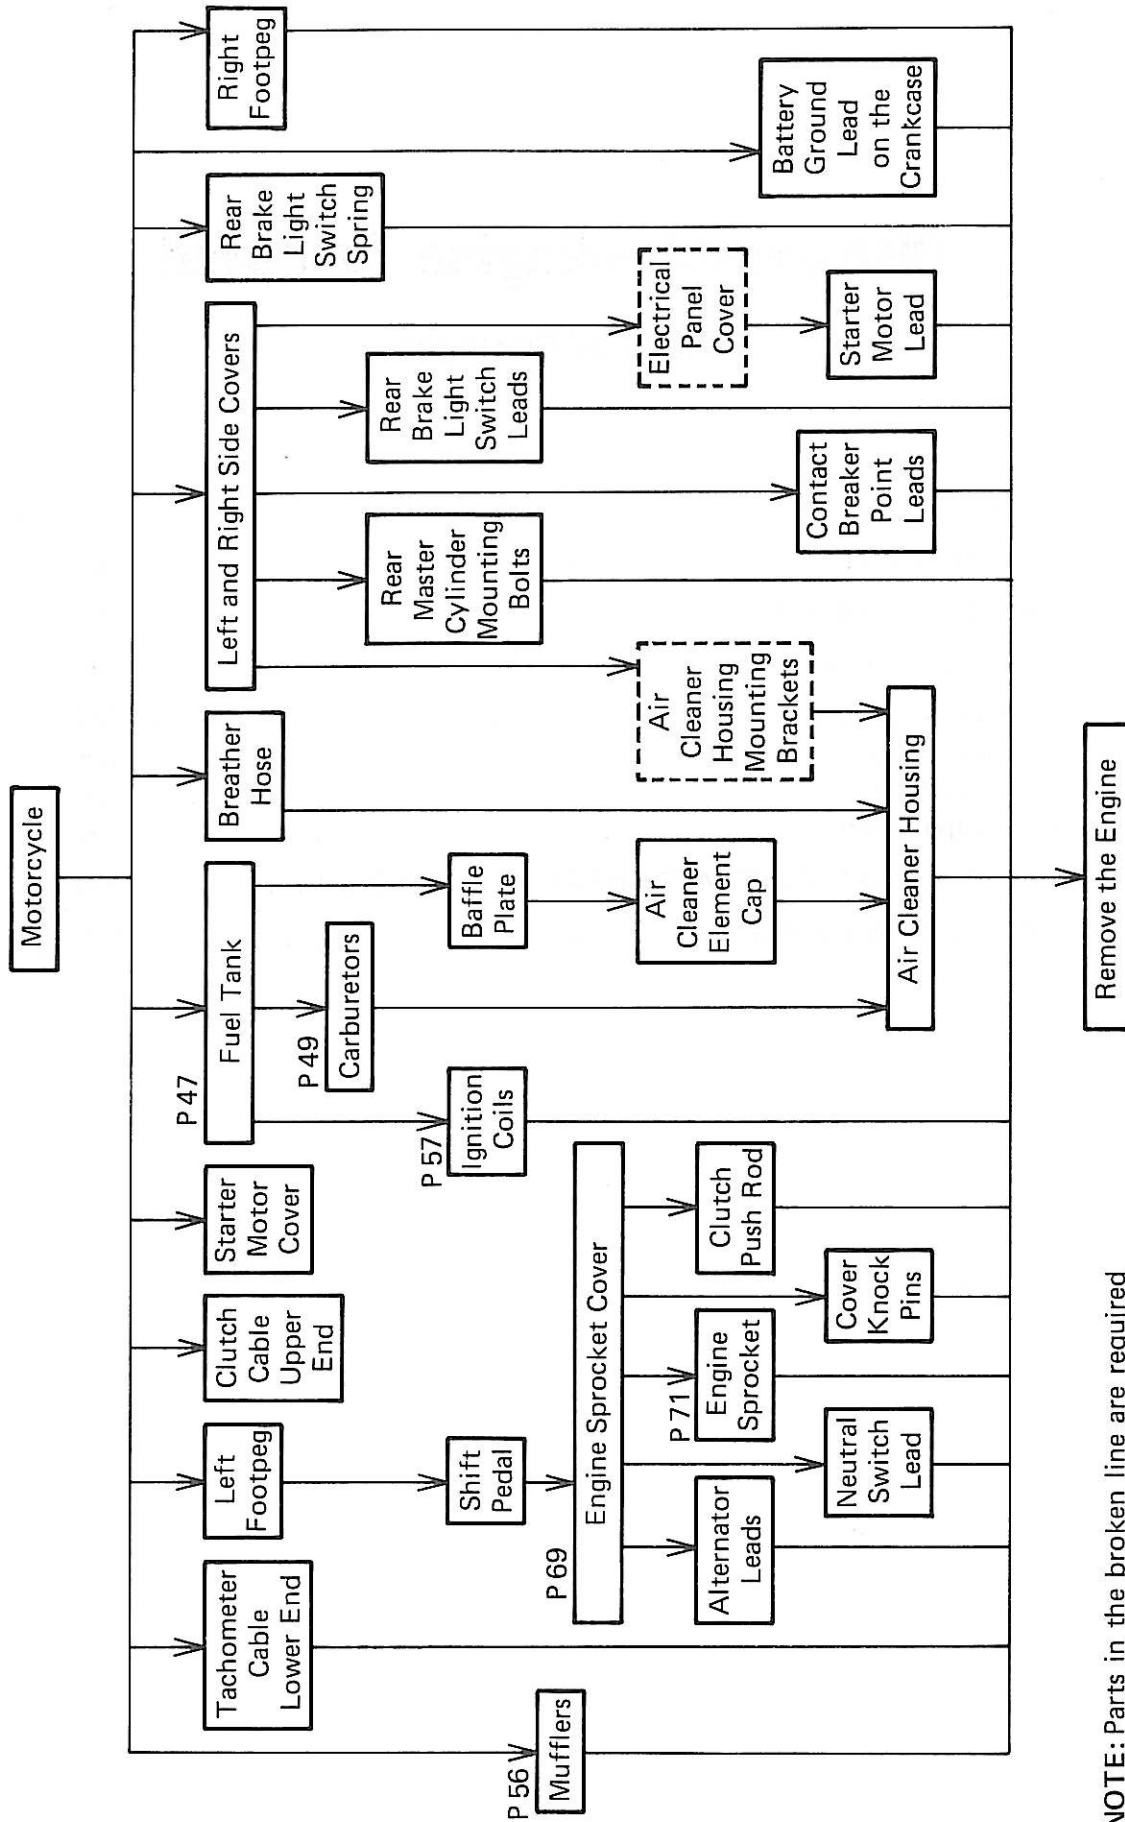 Motorcycle
P 56
Mufflers
Tachometer
Cable
Lower End
Left
Footpeg
Shift
Pedal
P 69
Engine Sprocket Cover
Alternator
Leads
Neutral
Switch
Lead
P 71
Engine
Sprocket
Cover
Knock
Pins
Clutch
Push Rod
Clutch
Cable
Upper
End
Starter
Motor
Cover
P 47
Fuel Tank
P 57
Ignition
Coils
P 49
Carburetors
Baffle
Plate
Air
Cleaner
Element
Cap
Breather
Hose
Left and Right Side Covers
Air
Cleaner
Housing
Mounting
Brackets
Air Cleaner Housing
Rear
Master
Cylinder
Mounting
Bolts
Contact
Breaker
Point
Leads
Rear
Brake
Light
Switch
Leads
Electrical
Panel
Cover
Starter
Motor
Lead
Rear
Brake
Light
Switch
Spring
Battery
Ground
Lead
on the
Crankcase
Right
Footpeg
Remove the Engine
NOTE: Parts in the broken line are required